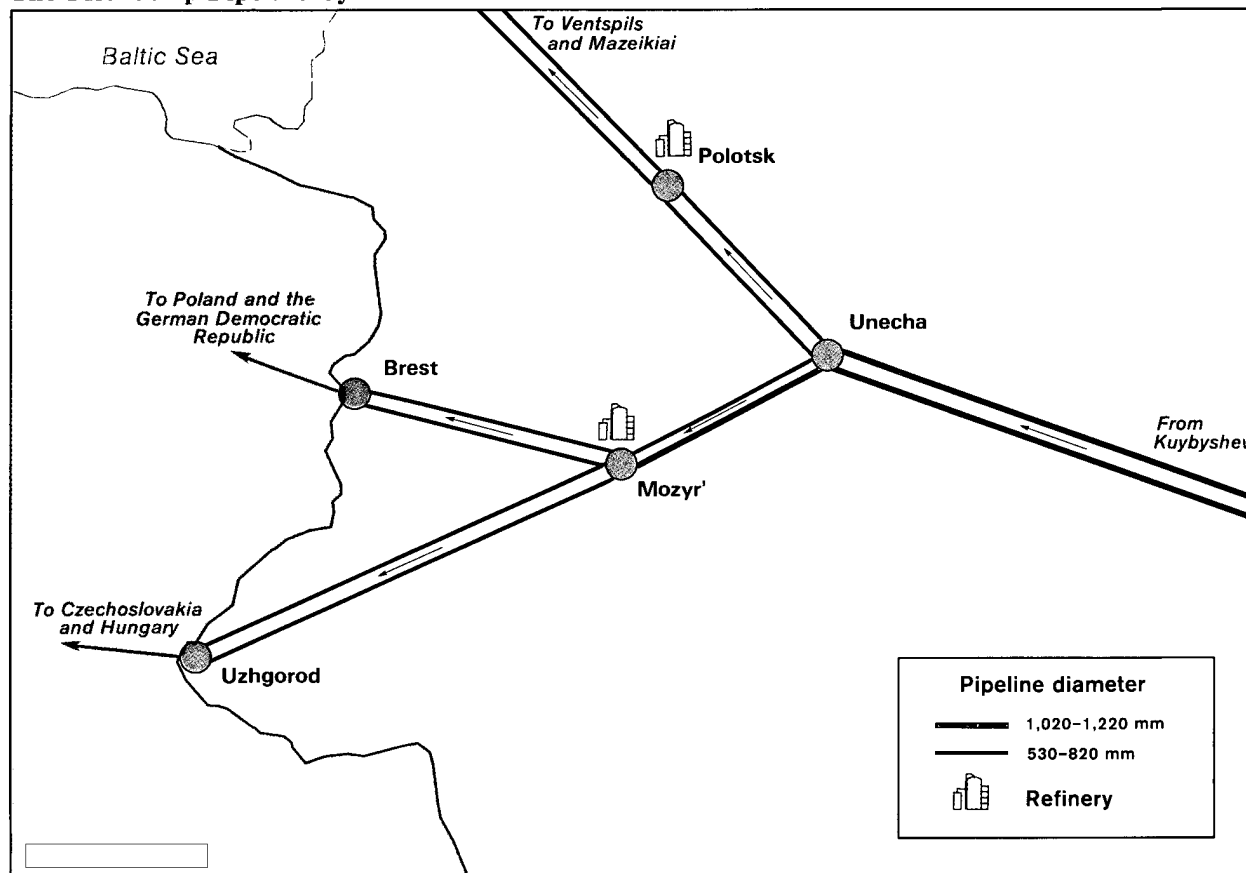 Baltic Sea
To Ventspils
and Mazeikiai
Polotsk
To Poland and the
German Democratic
Republic
Unecha
Brest
From
Kuybyshev
Mozyr'
To Czechoslovakia
and Hungary
Uzhgorod
Pipeline diameter
1,020–1,220 mm
530–820 mm
Refinery